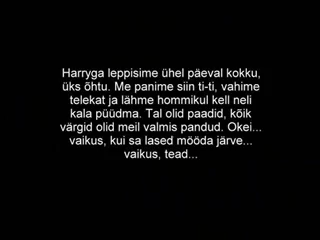 Harryga leppisime ühel päeval kokku,
üks õhtu. Me panime siin ti-ti, vahime
telekat ja lähme hommikul kell neli
kala püüdma. Tal olid paadid, kõik
värgid olid meil valmis pandud. Okei...
vaikus, kui sa lased mööda järve...
vaikus, tead...